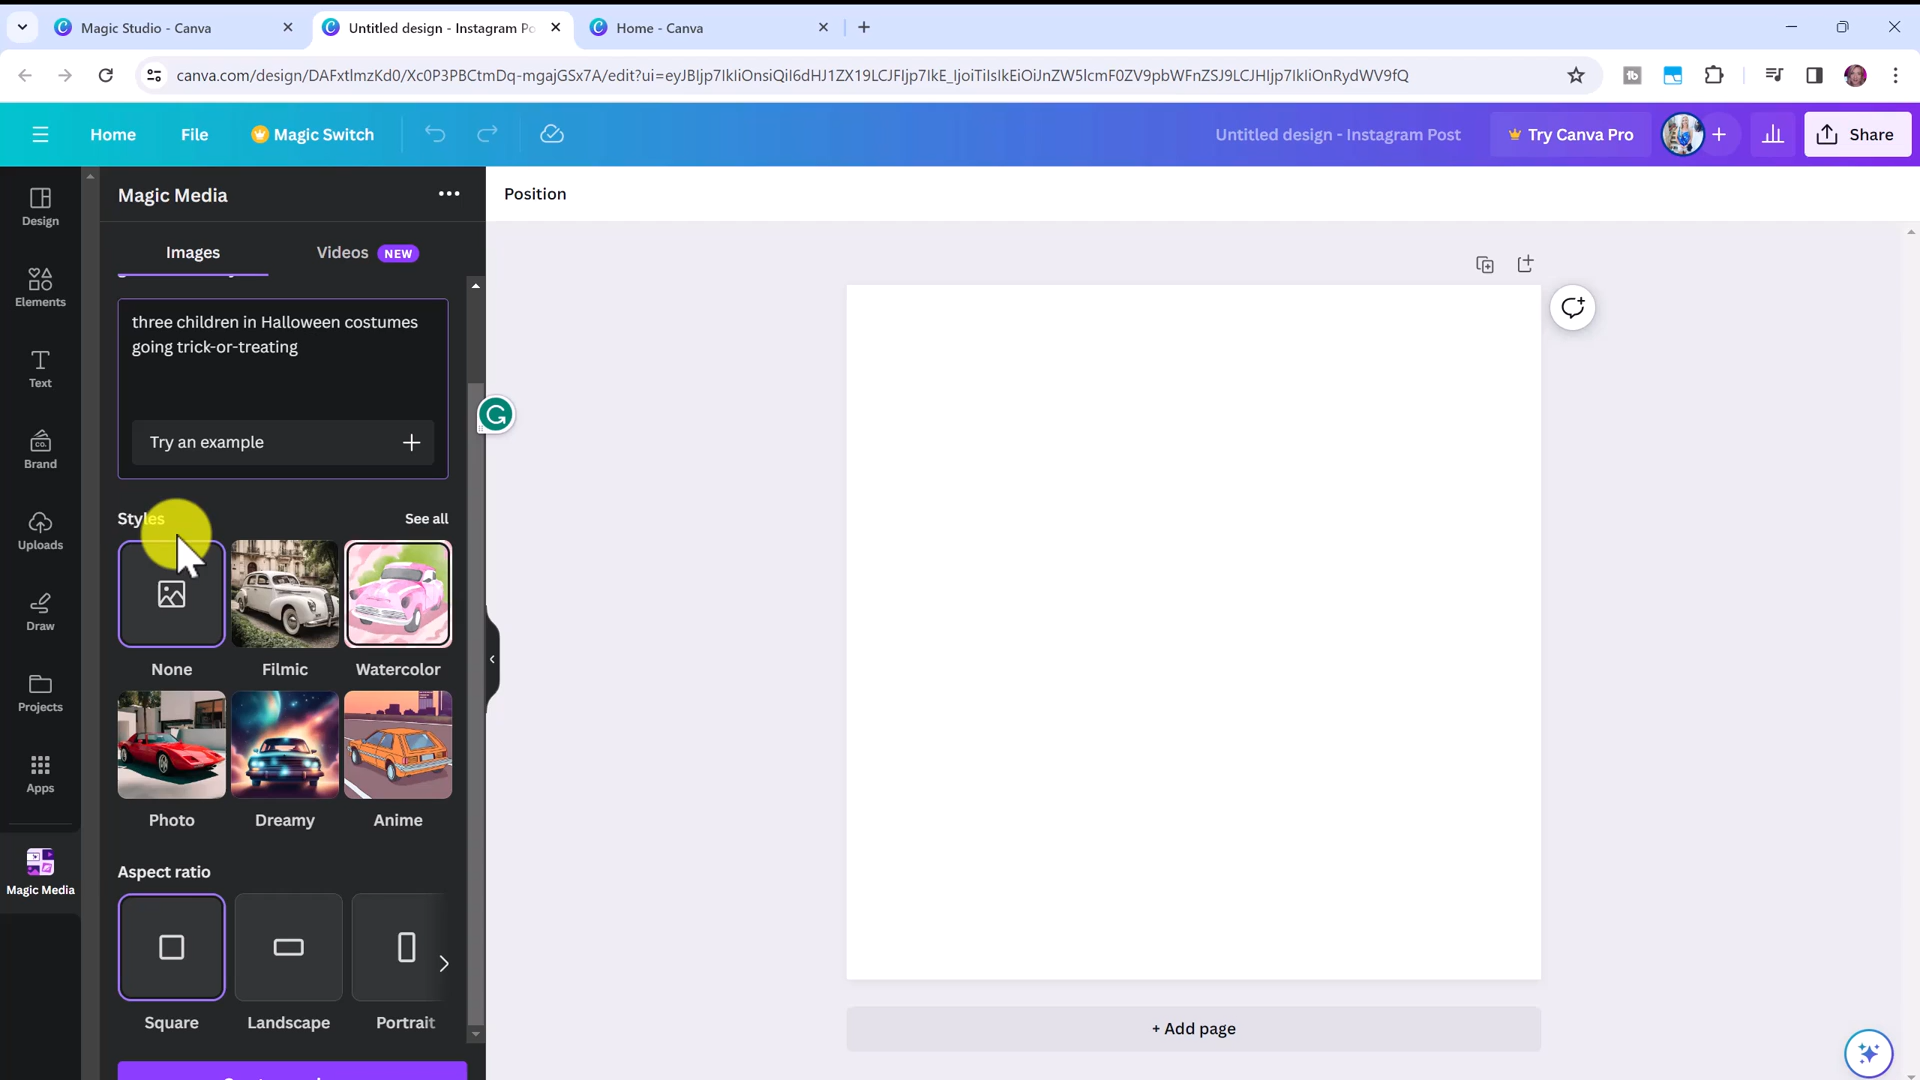 Magic Studio - Canva
Untitled design - Instagram Po
Home - Canva
canva.com/design/DAFxtlmzKd0/Xc0P3PBCtmDq-mgajGSx7A/edit?ui=eyJBIjp7IkIiOnsiQiI6dHJ1ZX19LCJFIjp7IkE_IjoiTiIsIkEiOiJnZW5lcmF0ZV9pbWFnZSJ9LCJHIjp7IkIiOnRydWV9fQ
Home
File
Magic Switch
Untitled design - Instagram Post
Try Canva Pro
Share
Design
Elements
Text
Brand
Uploads
Draw
Projects
Apps
Magic Media
Magic Media
Position
Images
Videos NEW
three children in Halloween costumes
going trick-or-treating
Try an example
Styles
See all
None
Filmic
Watercolor
Photo
Dreamy
Anime
Aspect ratio
Square
Landscape
Portrait
+ Add page